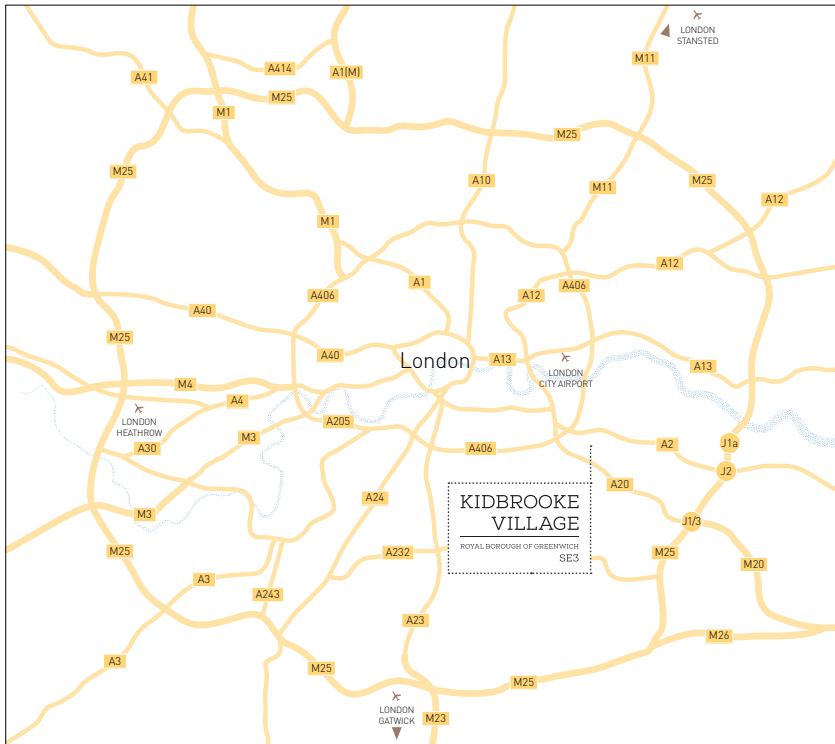 LONDON
STANSTED
M11
A414
A1(M)
A41
M25
M1
M25
M25
M25
A10
M11
M25
A12
M1
A12
A1
A406
A12
A406
A40
M25
A40
London
A13
LONDON
CITY AIRPORT
A13
M4
A4
LONDON
HEATHROW
A205
M3
A30
A406
A2
J1a
J2
A20
A24
KIDBROOKE
VILLAGE
ROYAL BOROUGH OF GREENWICH
SE3
M3
J1/3
M25
A232
M25
M20
A3
A243
A23
M26
A3
M25
M25
LONDON
GATWICK
M23